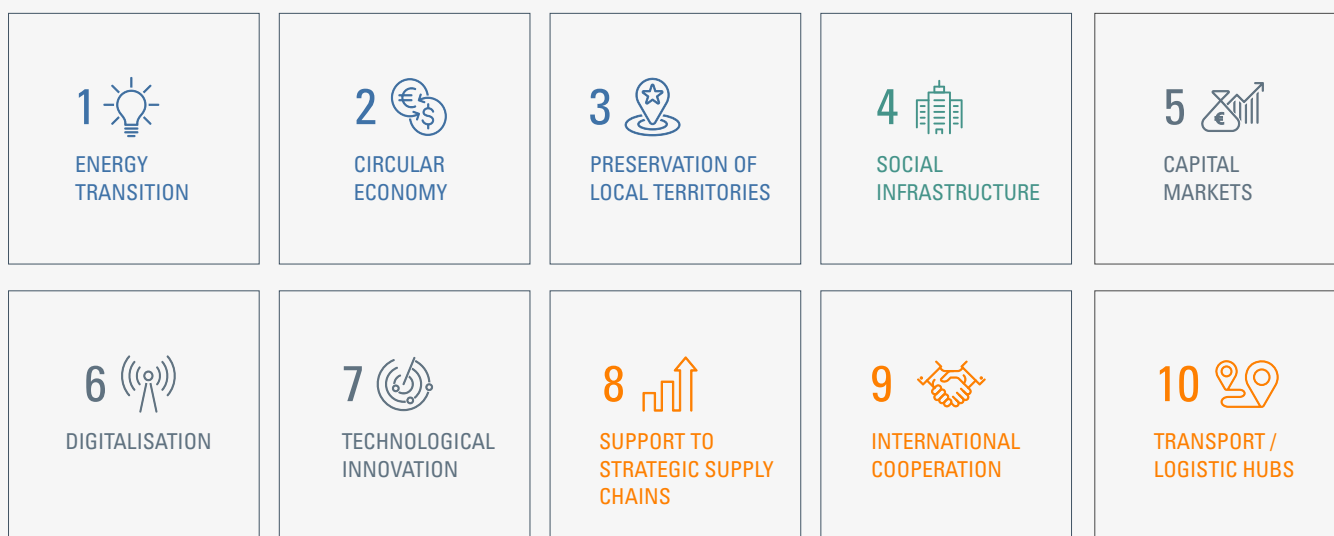 1
ENERGY
TRANSITION
2
€
$
CIRCULAR
ECONOMY
3
PRESERVATION OF
LOCAL TERRITORIES
4
SOCIAL
INFRASTRUCTURE
5
€
CAPITAL
MARKETS
6
DIGITALISATION
7
TECHNOLOGICAL
INNOVATION
8
SUPPORT TO
STRATEGIC SUPPLY
CHAINS
9
INTERNATIONAL
COOPERATION
10
TRANSPORT /
LOGISTIC HUBS